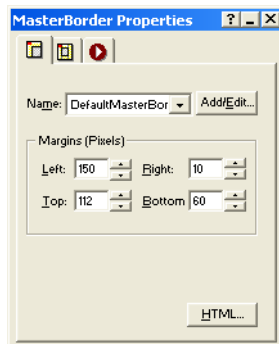 MasterBorder Properties
Name: DefaultMasterBor Add/Edit...
Margins (Pixels)
Left: 150 Right: 10
Top: 112 Bottom 60
HTML...